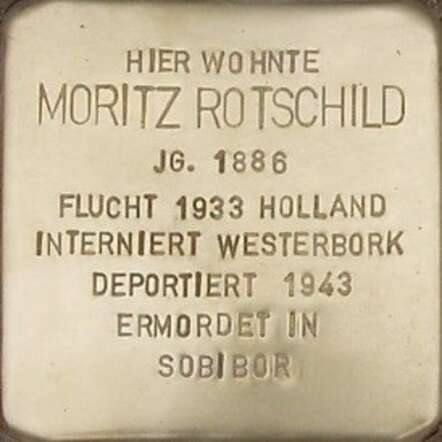 HIER WOHNTE
MORITZ ROTSCHILD
JG. 1886
FLUCHT 1933 HOLLAND
INTERNIERT WESTERBORK
DEPORTIERT 1943
ERMORDET IN
SOBIBOR